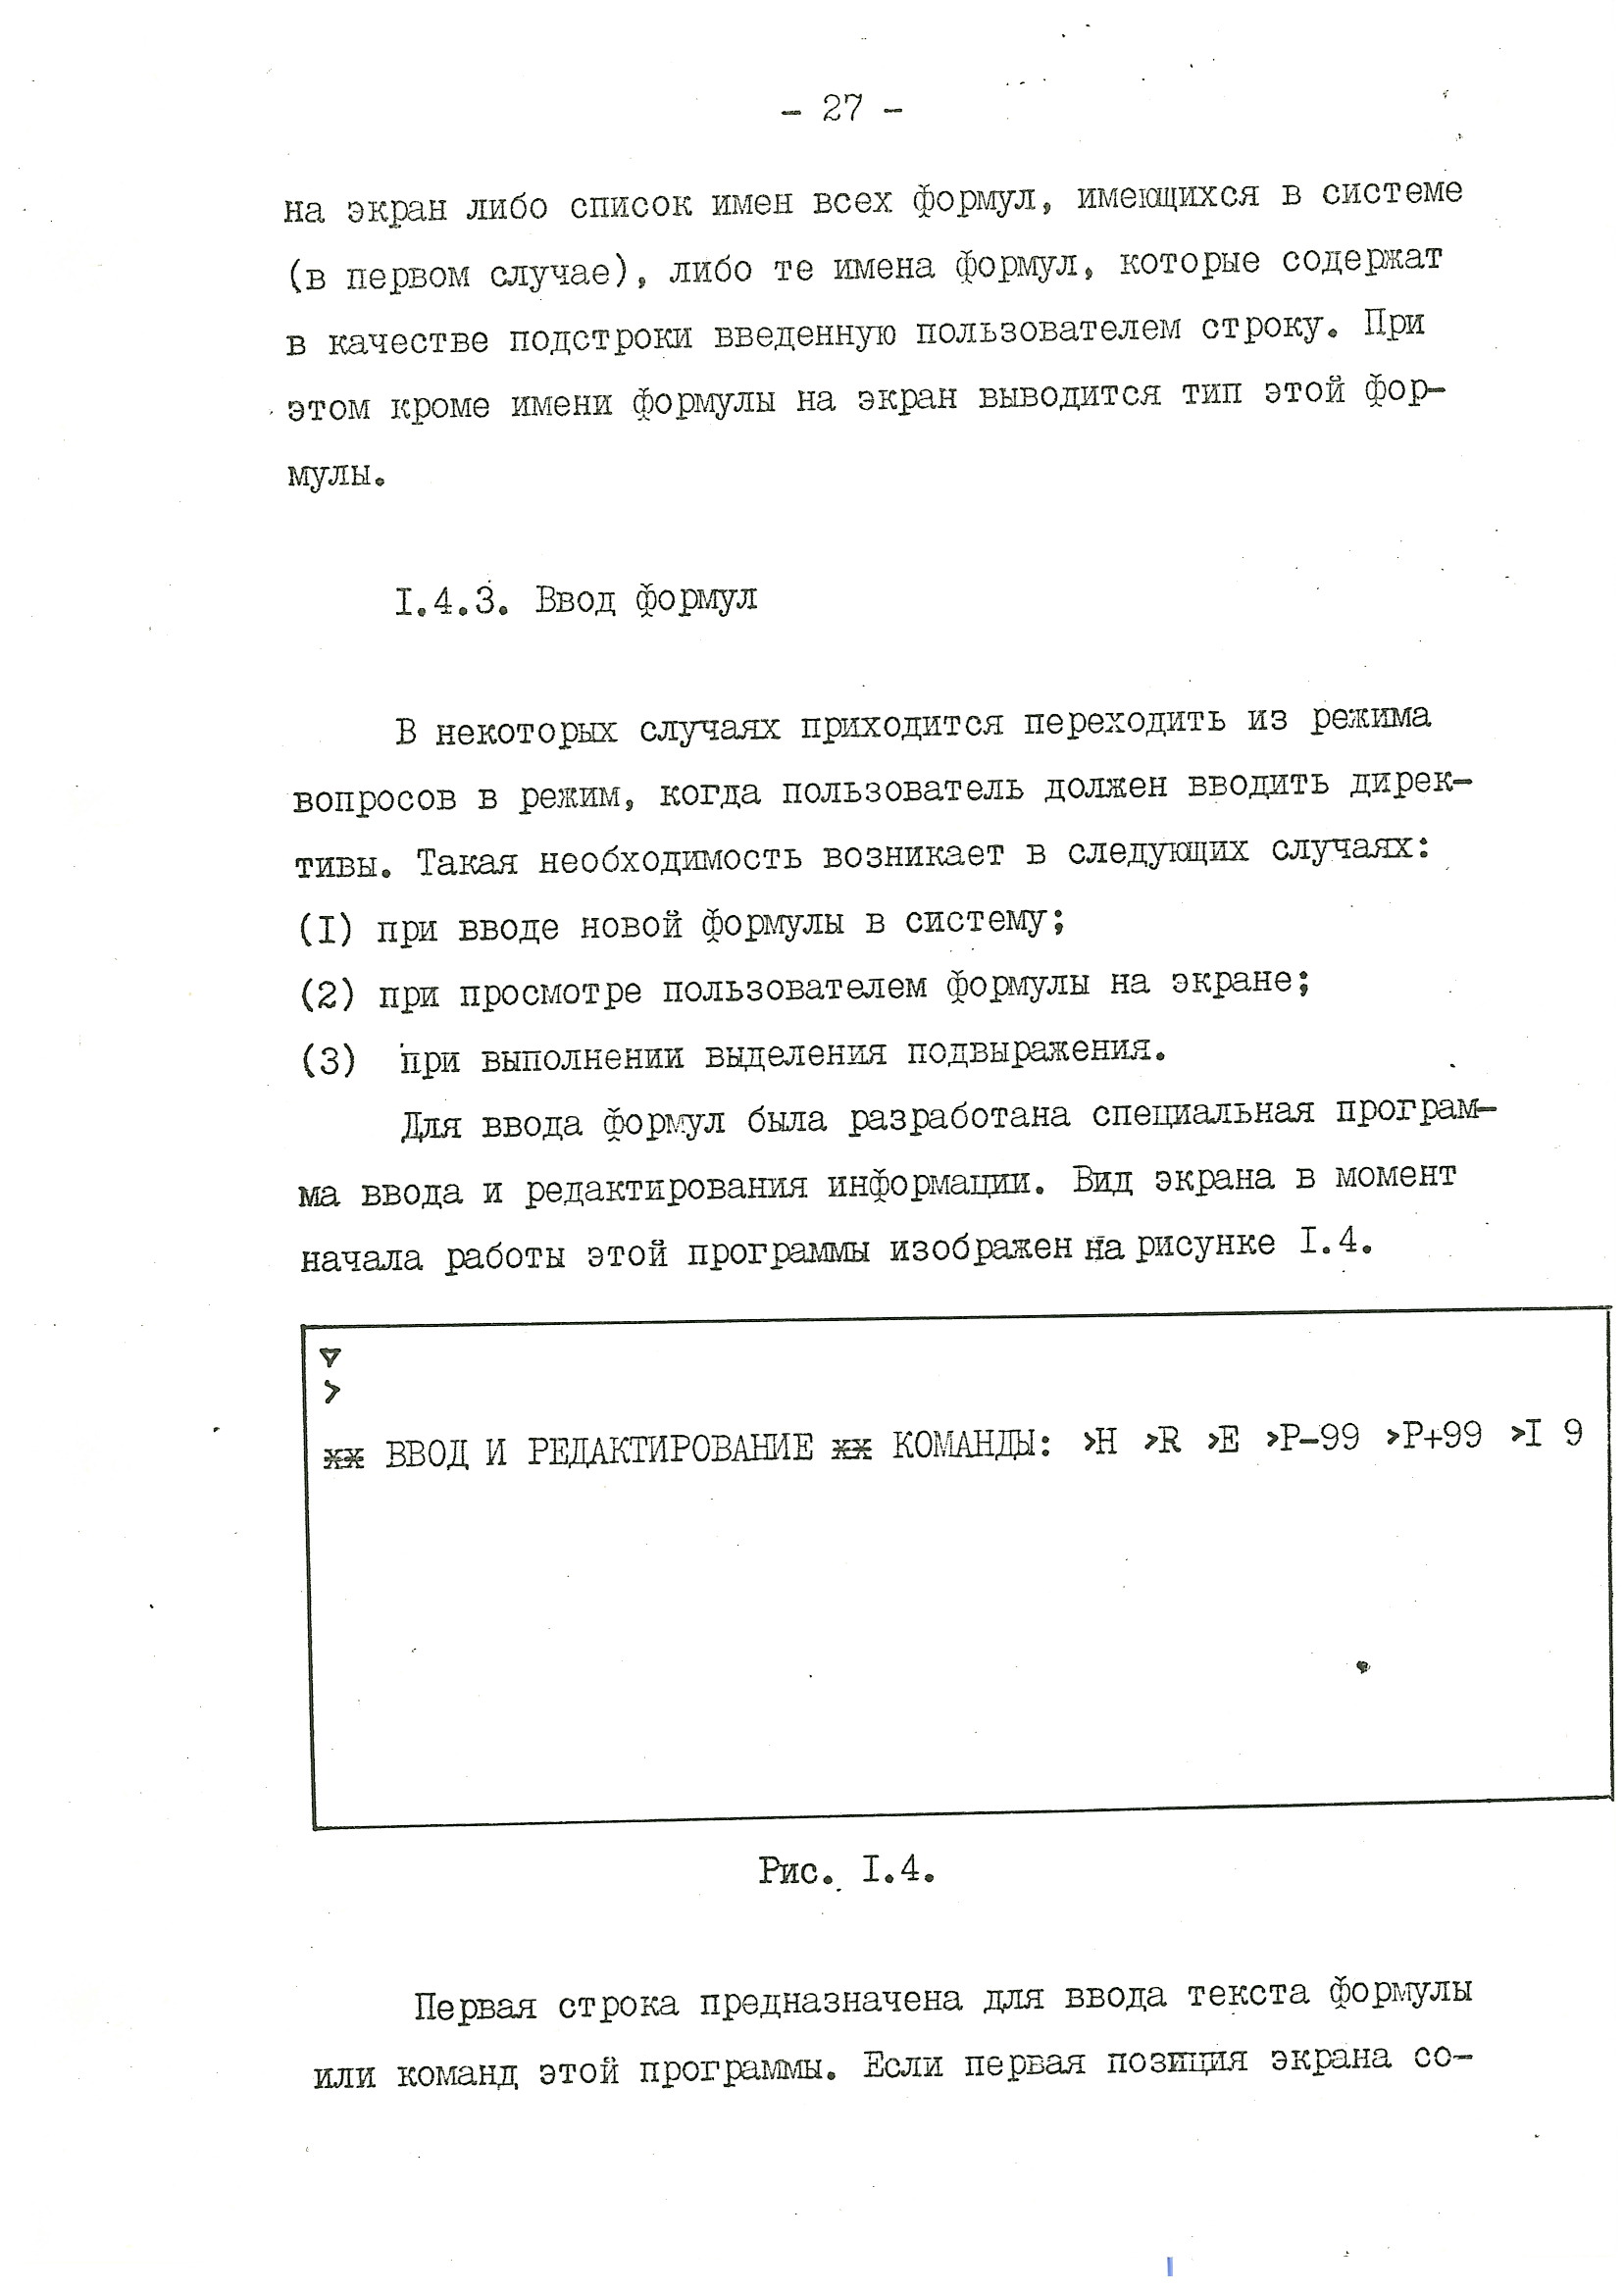 - 27 -
на экран либо список имен всех формул, имеющихся в системе
(в первом случае), либо те имена формул, которые содержат
в качестве подстроки введенную пользователем строку. При
этом кроме имени формулы на экран выводится тип этой фор-
мулы.
I.4.3. Ввод формул
В некоторых случаях приходится переходить из режима
вопросов в режим, когда пользователь должен вводить дирек-
тивы. Такая необходимость возникает в следующих случаях:
(I) при вводе новой формулы в систему;
(2) при просмотре пользователем формулы на экране;
(3) при выполнении выделения подвыражения.
Для ввода формул была разработана специальная програм-
ма ввода и редактирования информации. Вид экрана в момент
начала работы этой программы изображен на рисунке I.4.
▽
>
** ВВОД И РЕДАКТИРОВАНИЕ ** КОМАНДЫ: >H >R >E >P-99 >P+99 >I 9
Рис. I.4.
Первая строка предназначена для ввода текста формулы
или команд этой программы. Если первая позиция экрана со-